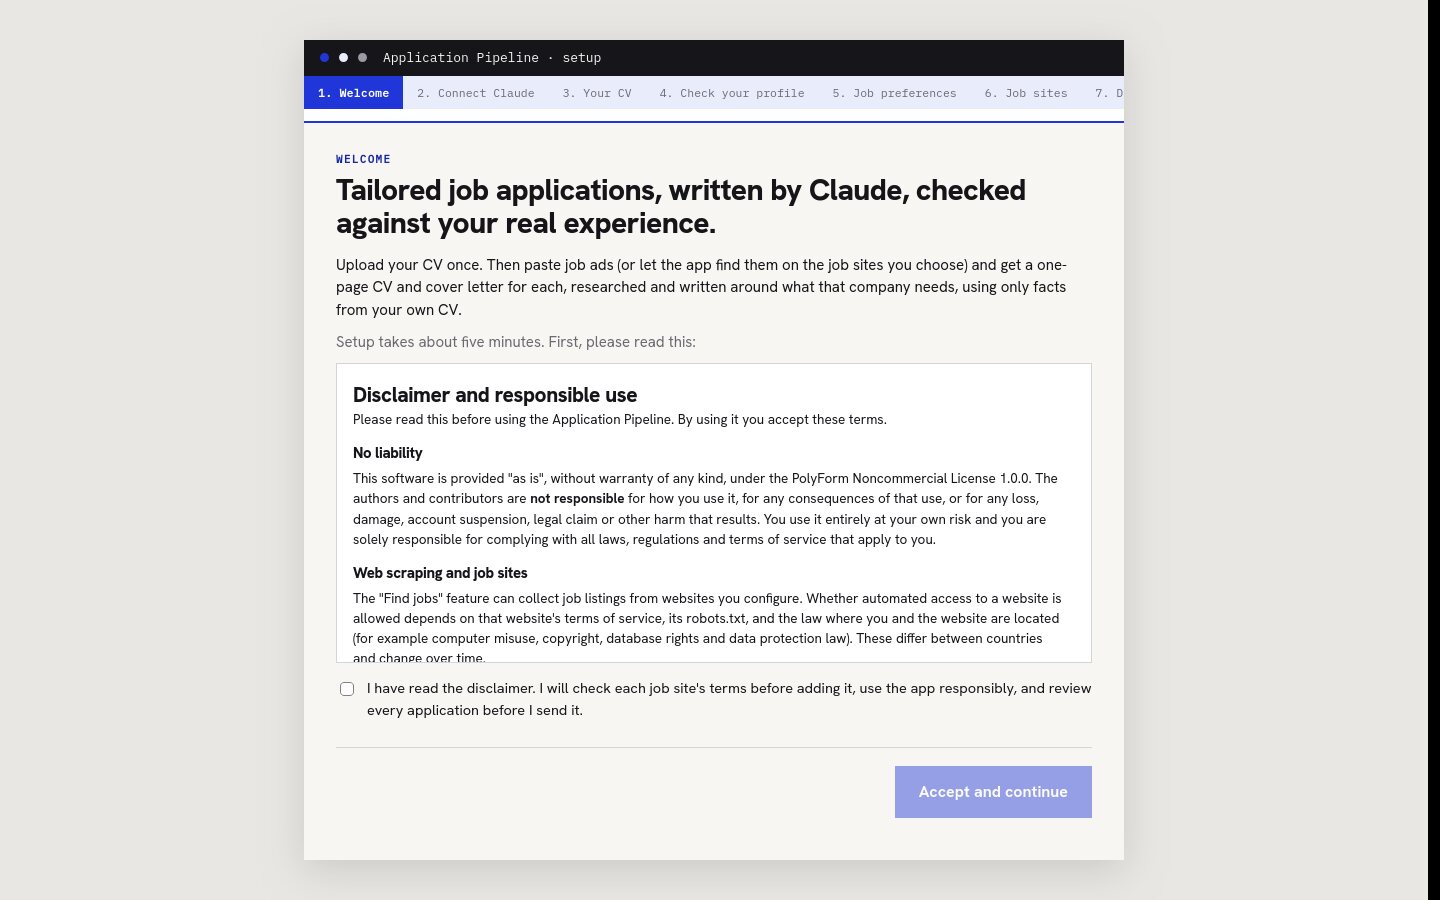 Application Pipeline · setup
1. Welcome 2. Connect Claude 3. Your CV 4. Check your profile 5. Job preferences 6. Job sites 7. D
WELCOME
Tailored job applications, written by Claude, checked
against your real experience.
Upload your CV once. Then paste job ads (or let the app find them on the job sites you choose) and get a one-
page CV and cover letter for each, researched and written around what that company needs, using only facts
from your own CV.
Setup takes about five minutes. First, please read this:
Disclaimer and responsible use
Please read this before using the Application Pipeline. By using it you accept these terms.
No liability
This software is provided "as is", without warranty of any kind, under the PolyForm Noncommercial License 1.0.0. The
authors and contributors are not responsible for how you use it, for any consequences of that use, or for any loss,
damage, account suspension, legal claim or other harm that results. You use it entirely at your own risk and you are
solely responsible for complying with all laws, regulations and terms of service that apply to you.
Web scraping and job sites
The "Find jobs" feature can collect job listings from websites you configure. Whether automated access to a website is
allowed depends on that website's terms of service, its robots.txt, and the law where you and the website are located
(for example computer misuse, copyright, database rights and data protection law). These differ between countries
and change over time.
I have read the disclaimer. I will check each job site's terms before adding it, use the app responsibly, and review
every application before I send it.
Accept and continue